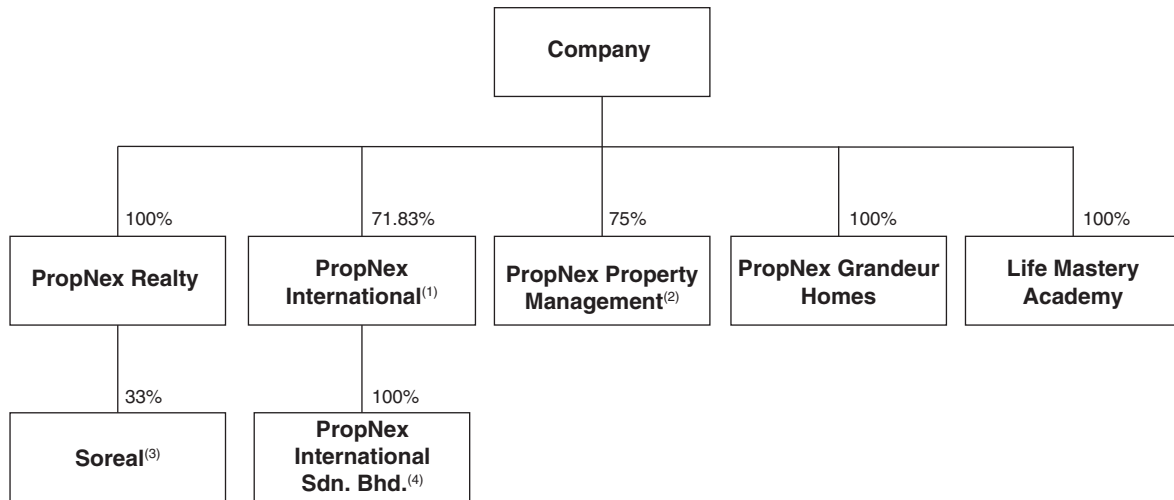 Company
100%
71.83%
75%
100%
100%
PropNex Realty
PropNex
International(1)
PropNex Property
Management(2)
PropNex Grandeur
Homes
Life Mastery
Academy
33%
100%
Soreal(3)
PropNex
International
Sdn. Bhd.(4)